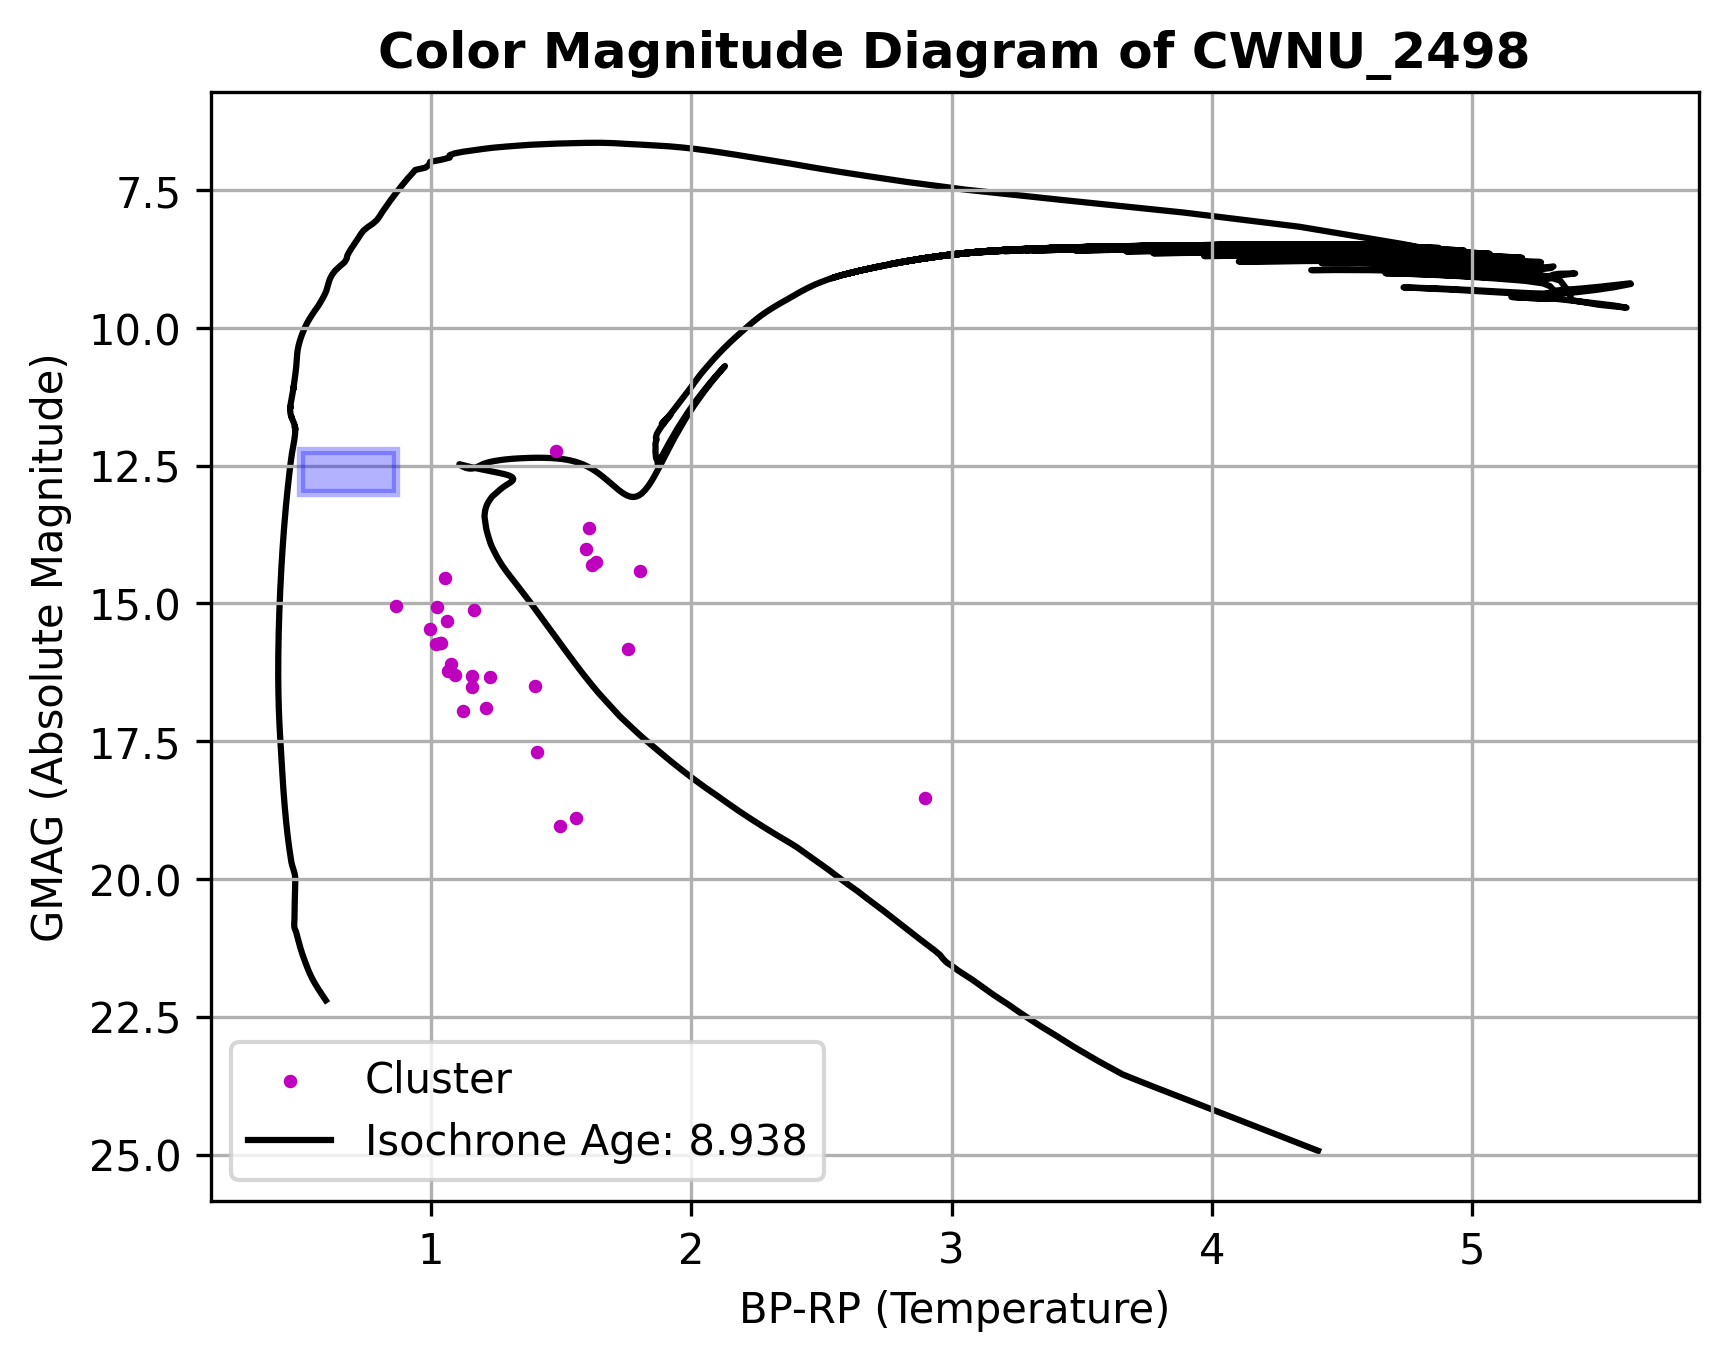 Color Magnitude Diagram of CWNU_2498
GMAG (Absolute Magnitude)
7.5
10.0
12.5
15.0
17.5
20.0
22.5
25.0
Cluster
Isochrone Age: 8.938
1 2 3 4 5
BP-RP (Temperature)